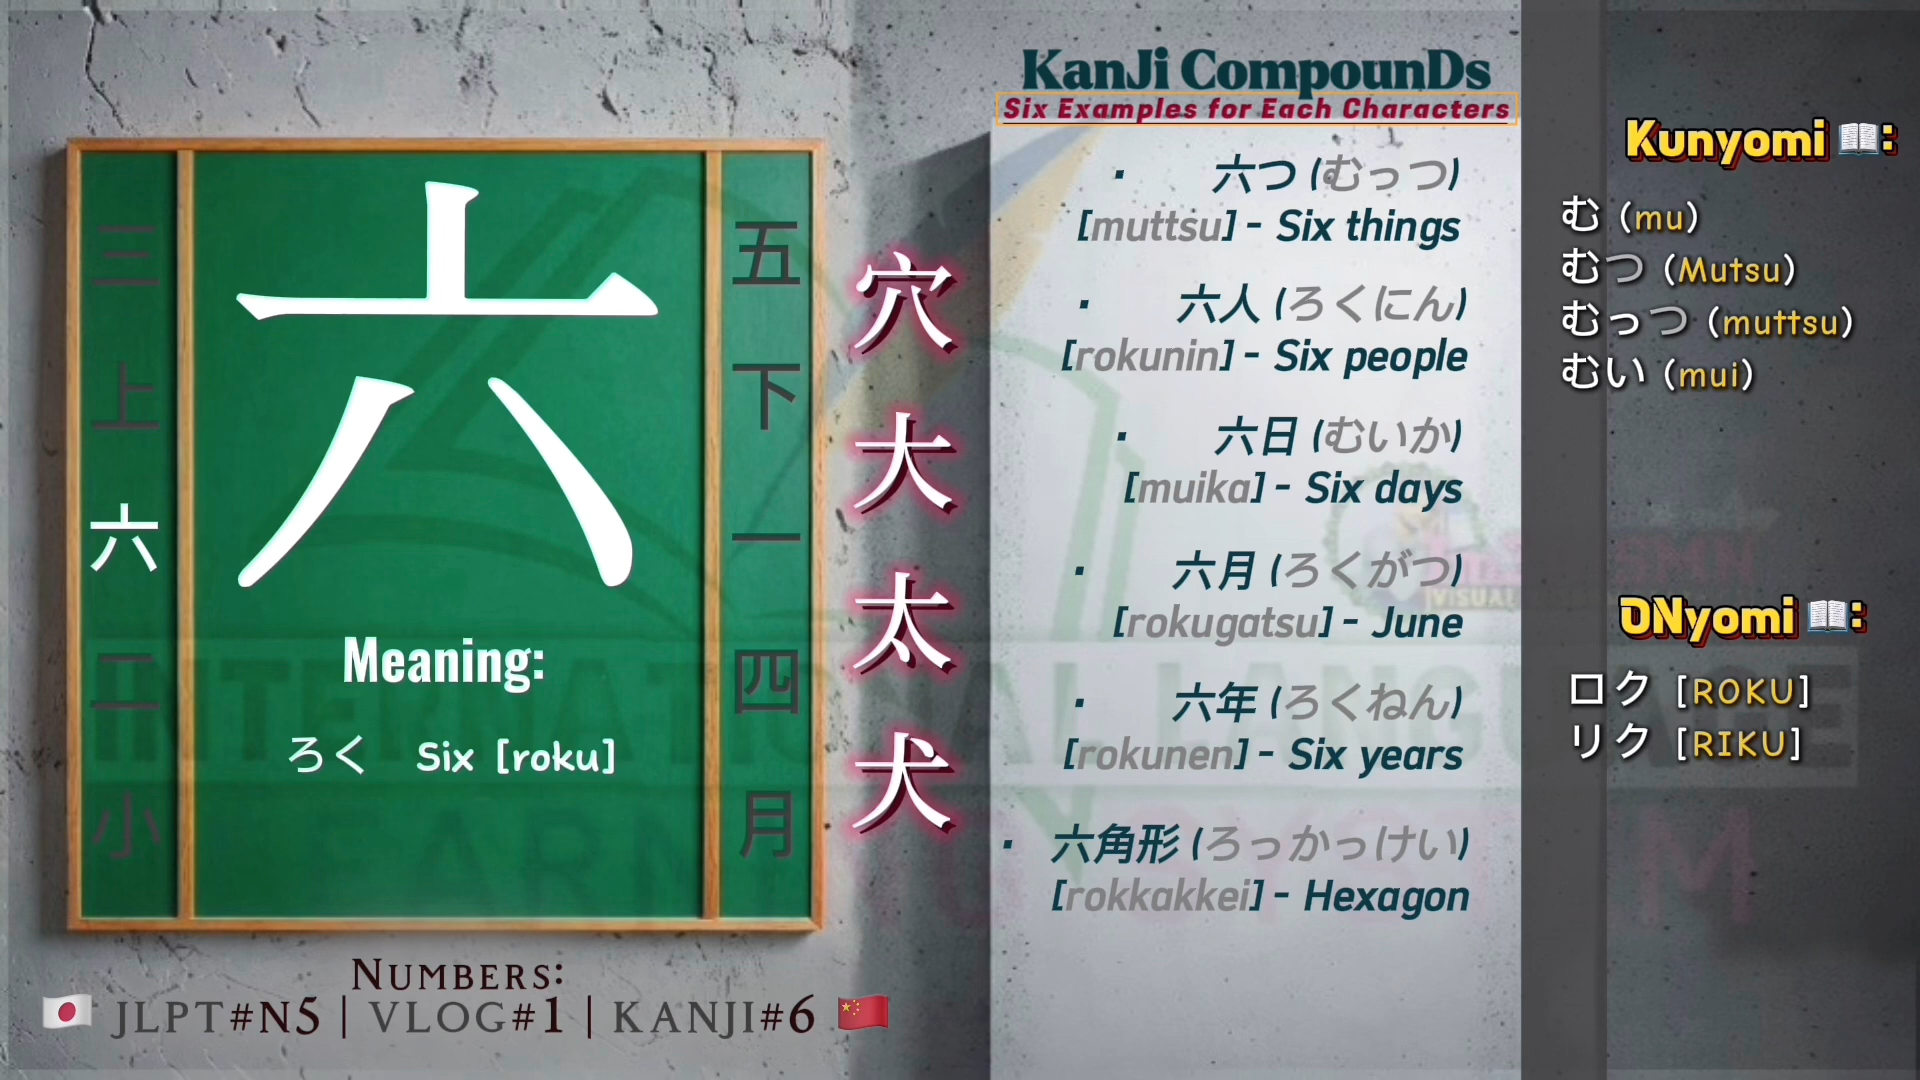 三
上
六
二
小
六
Meaning:
ろく Six [roku]
五
下
一
四
月
穴
大
太
犬
KanJi CompounDs
Six Examples for Each Characters
· 六つ (むっつ)
[muttsu] - Six things
· 六人 (ろくにん)
[rokunin] - Six people
· 六日 (むいか)
[muika] - Six days
· 六月 (ろくがつ)
[rokugatsu] - June
· 六年 (ろくねん)
[rokunen] - Six years
· 六角形 (ろっかっけい)
[rokkakkei] - Hexagon
Kunyomi 📖:
む (mu)
むつ (Mutsu)
むっつ (muttsu)
むい (mui)
ONyomi 📖:
ロク [ROKU]
リク [RIKU]
NUMBERS:
JLPT#N5 | VLOG#1 | KANJI#6
INTERNATIONAL LANGUAGE